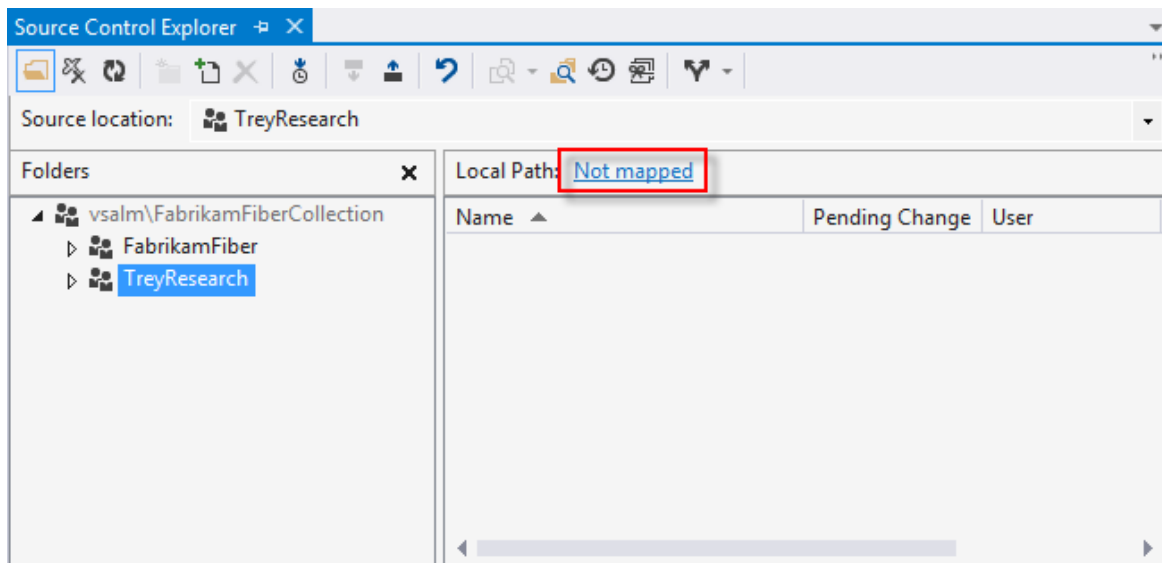 Source Control Explorer
Source location: TreyResearch
Folders
Local Path: Not mapped
vsalm\FabrikamFiberCollection
FabrikamFiber
TreyResearch
Name Pending Change User